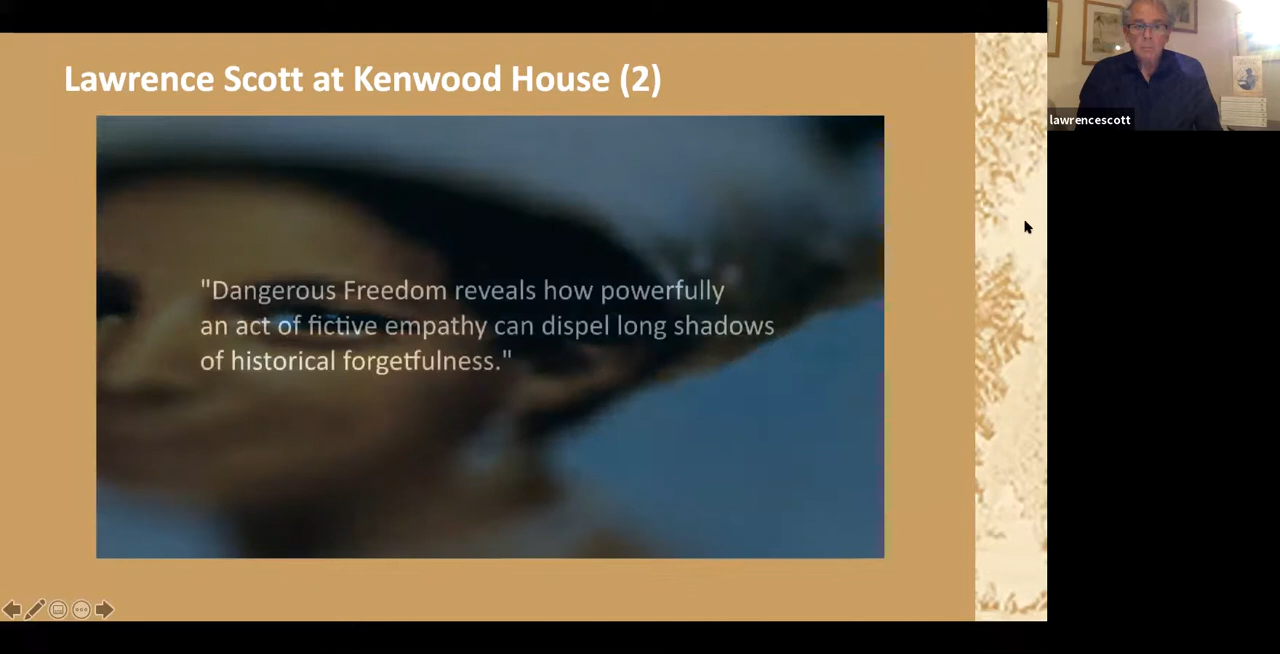 Lawrence Scott at Kenwood House (2)
"Dangerous Freedom reveals how powerfully
an act of fictive empathy can dispel long shadows
of historical forgetfulness."
lawrencescott